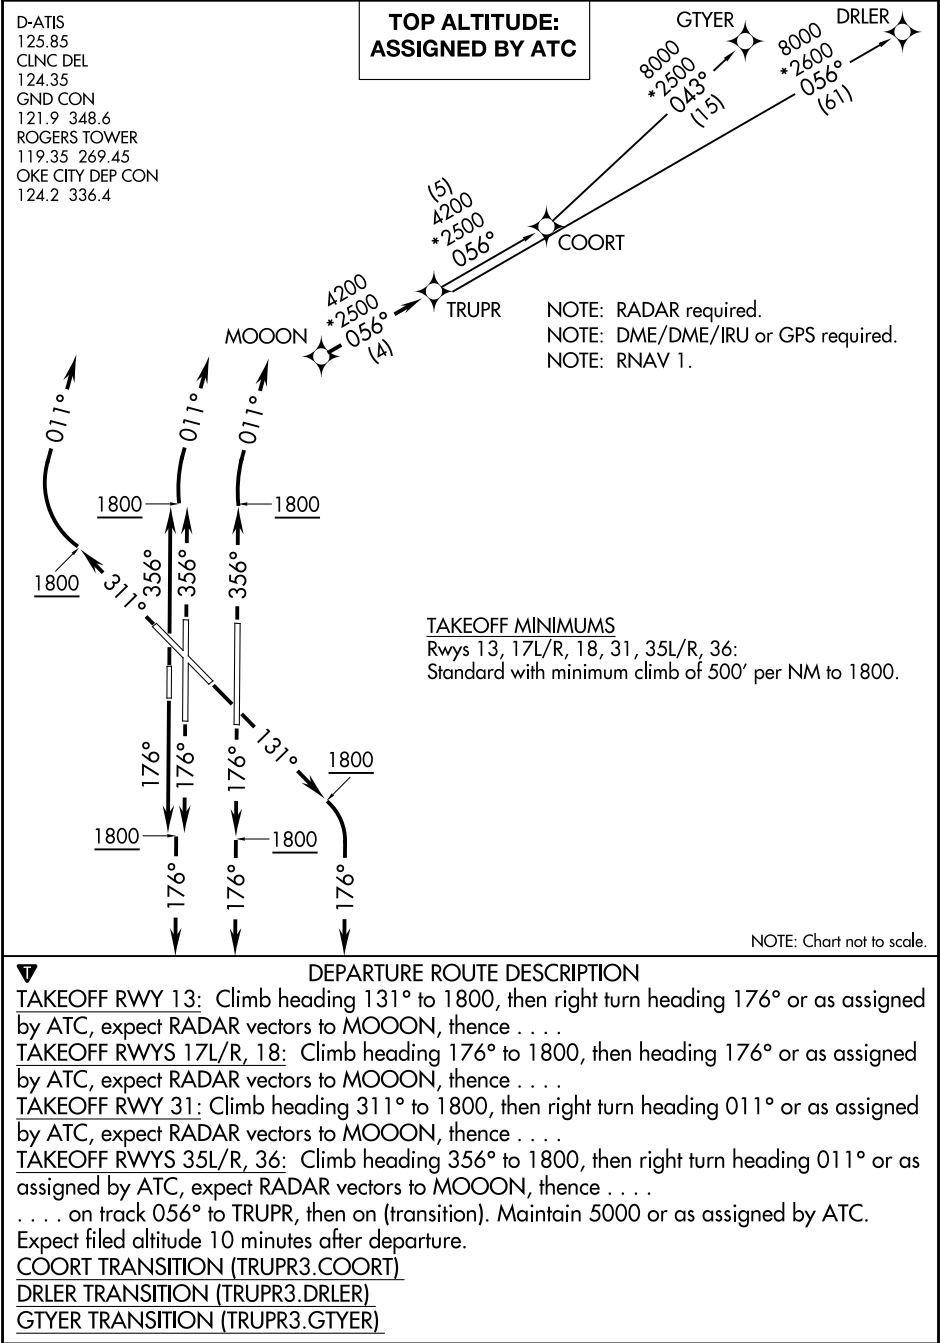 D-ATIS
125.85
CLNC DEL
124.35
GND CON
121.9 348.6
ROGERS TOWER
119.35 269.45
OKE CITY DEP CON
124.2 336.4
TOP ALTITUDE:
ASSIGNED BY ATC
GTYER
DRLER
8000
*2500
043°
(15)
8000
*2600
056°
(61)
(5)
4200
*2500
056°
COORT
4200
*2500
056°
(4)
TRUPR
MOOON
NOTE: RADAR required.
NOTE: DME/DME/IRU or GPS required.
NOTE: RNAV 1.
011°
011°
011°
1800
1800
1800
311°
356°
356°
356°
TAKEOFF MINIMUMS
Rwys 13, 17L/R, 18, 31, 35L/R, 36:
Standard with minimum climb of 500' per NM to 1800.
176°
176°
176°
131°
1800
1800
1800
176°
176°
176°
NOTE: Chart not to scale.
T
DEPARTURE ROUTE DESCRIPTION
TAKEOFF RWY 13: Climb heading 131° to 1800, then right turn heading 176° or as assigned
by ATC, expect RADAR vectors to MOOON, thence . . . .
TAKEOFF RWYS 17L/R, 18: Climb heading 176° to 1800, then heading 176° or as assigned
by ATC, expect RADAR vectors to MOOON, thence . . . .
TAKEOFF RWY 31: Climb heading 311° to 1800, then right turn heading 011° or as assigned
by ATC, expect RADAR vectors to MOOON, thence . . . .
TAKEOFF RWYS 35L/R, 36: Climb heading 356° to 1800, then right turn heading 011° or as
assigned by ATC, expect RADAR vectors to MOOON, thence . . . .
. . . . on track 056° to TRUPR, then on (transition). Maintain 5000 or as assigned by ATC.
Expect filed altitude 10 minutes after departure.
COORT TRANSITION (TRUPR3.COORT)
DRLER TRANSITION (TRUPR3.DRLER)
GTYER TRANSITION (TRUPR3.GTYER)